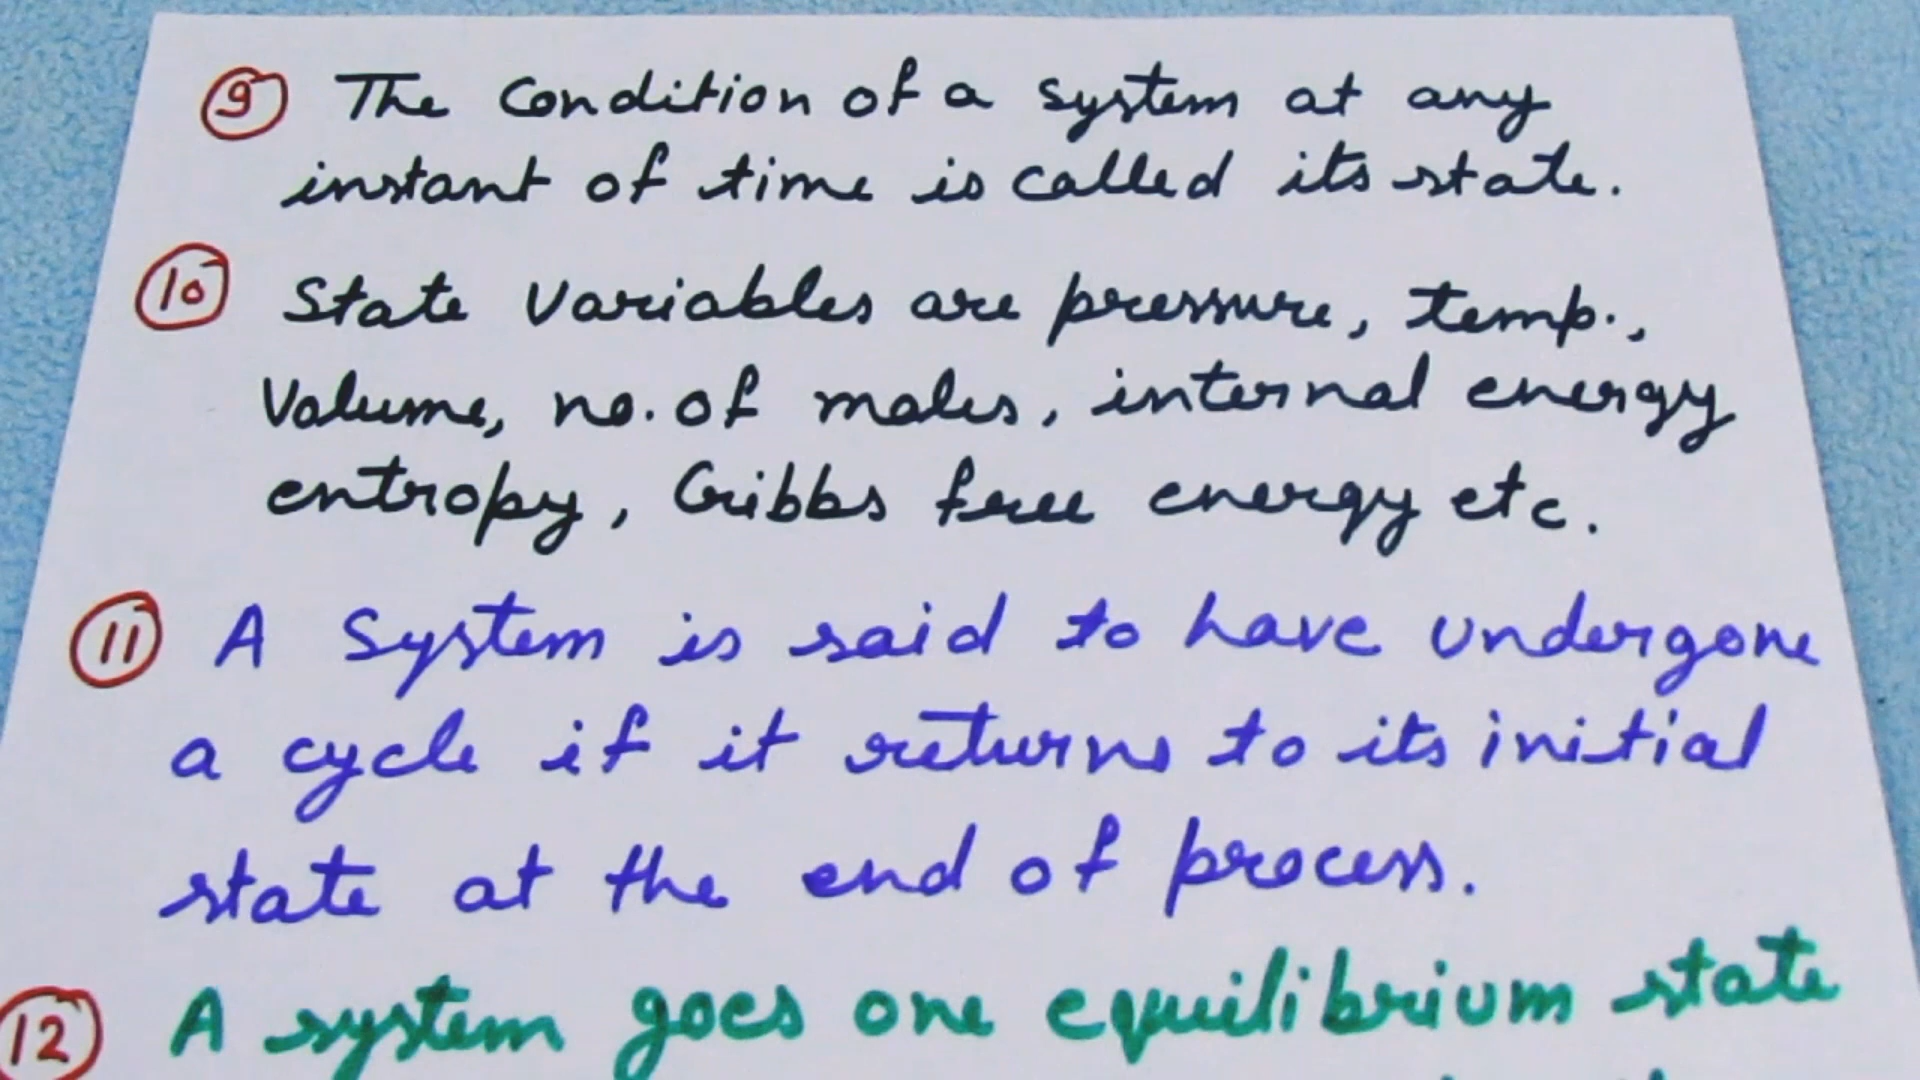 9 The Condition of a system at any
instant of time is called its state.
10 State Variables are pressure, temp.,
Volume, no. of moles, internal energy
entropy, Gibbs free energy etc.
11 A System is said to have undergone
a cycle if it returns to its initial
state at the end of process.
12 A system goes one equilibrium state